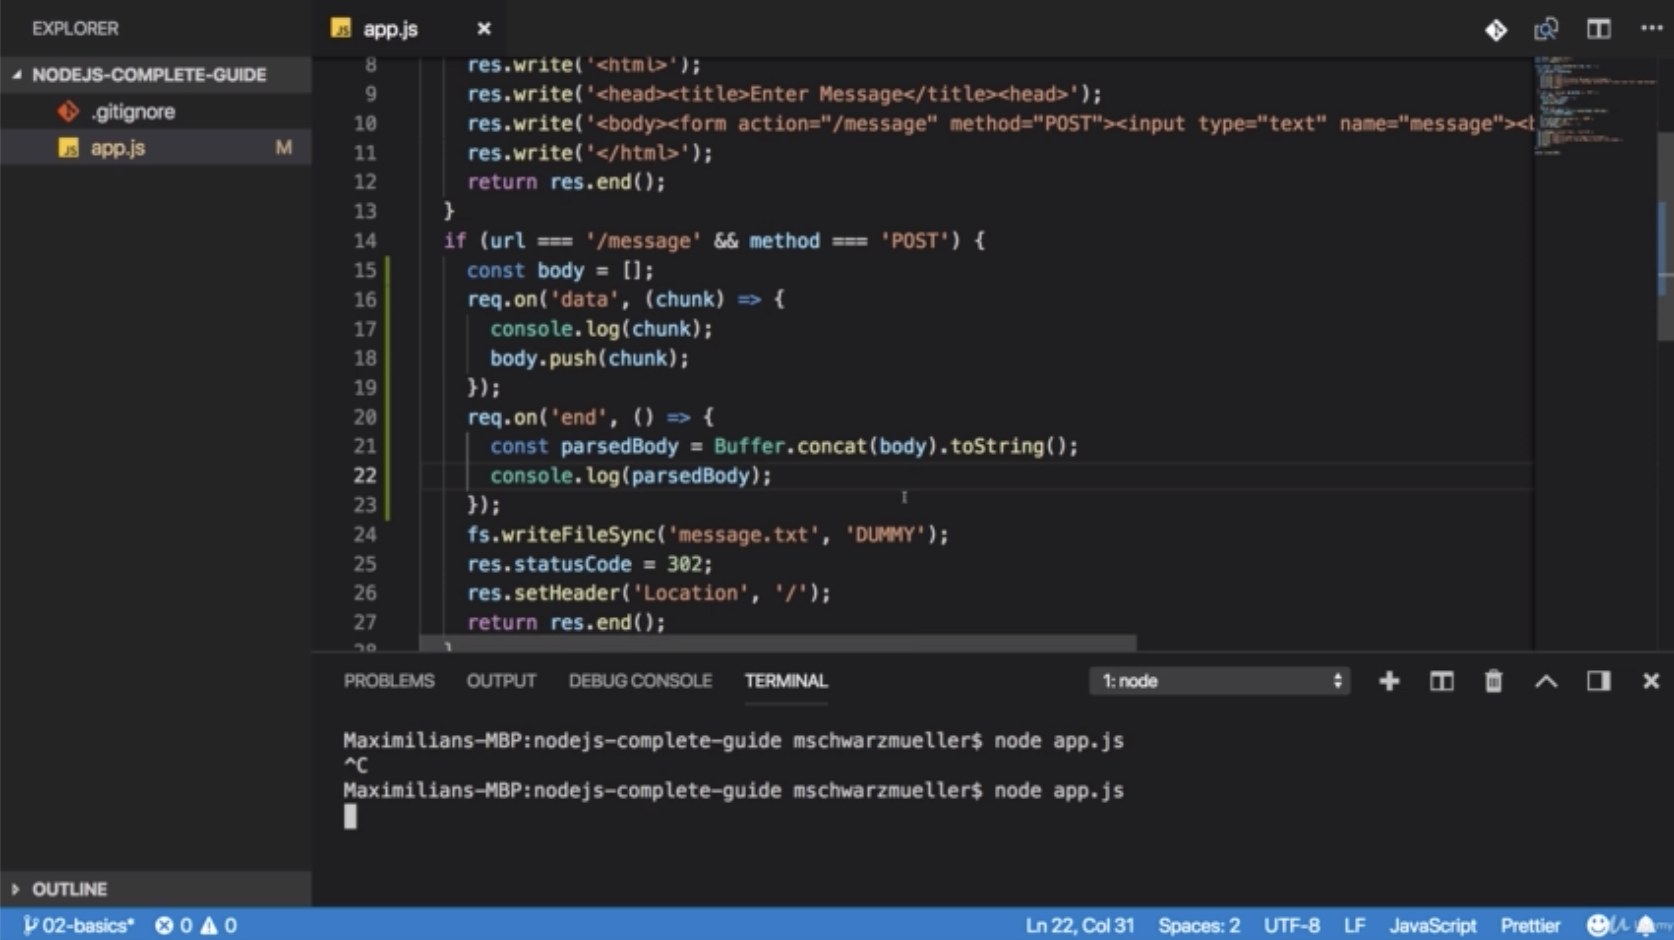 EXPLORER
app.js
NODEJS-COMPLETE-GUIDE
.gitignore
app.js M
8 res.write('<html>');
9 res.write('<head><title>Enter Message</title><head>');
10 res.write('<body><form action="/message" method="POST"><input type="text" name="message"><b
11 res.write('</html>');
12 return res.end();
13 }
14 if (url === '/message' && method === 'POST') {
15 const body = [];
16 req.on('data', (chunk) => {
17 console.log(chunk);
18 body.push(chunk);
19 });
20 req.on('end', () => {
21 const parsedBody = Buffer.concat(body).toString();
22 console.log(parsedBody);
23 });
24 fs.writeFileSync('message.txt', 'DUMMY');
25 res.statusCode = 302;
26 res.setHeader('Location', '/');
27 return res.end();
28 }
PROBLEMS OUTPUT DEBUG CONSOLE TERMINAL 1: node
Maximilians-MBP:nodejs-complete-guide mschwarzmueller$ node app.js
^C
Maximilians-MBP:nodejs-complete-guide mschwarzmueller$ node app.js
OUTLINE
02-basics* 0 0 Ln 22, Col 31 Spaces: 2 UTF-8 LF JavaScript Prettier